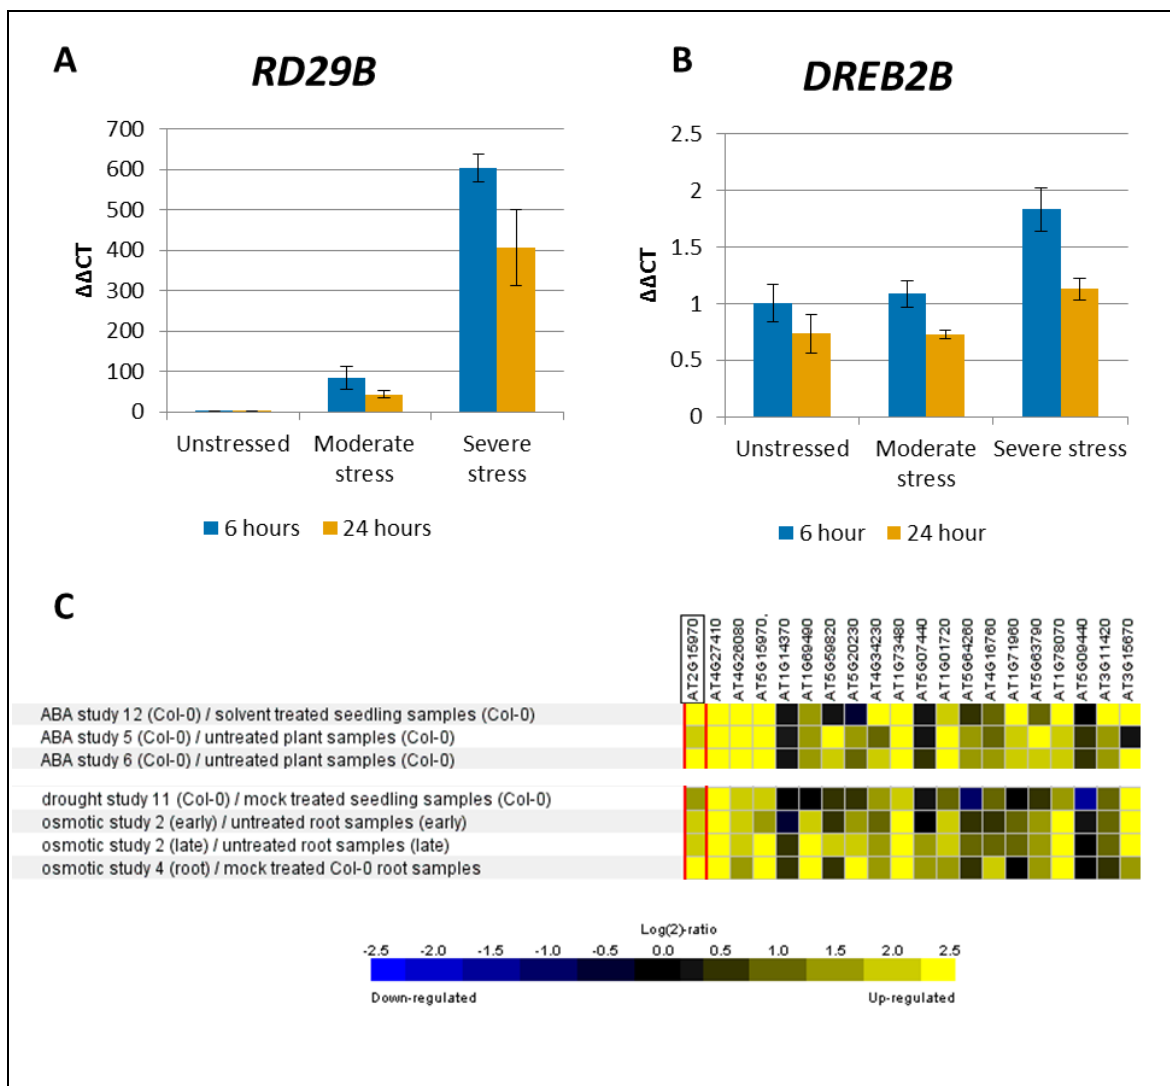 A
RD29B
700
600
500
400
300
200
100
0
ΔΔCT
Unstressed
Moderate
stress
Severe
stress
6 hours
24 hours
B
DREB2B
2.5
2
1.5
1
0.5
0
ΔΔCT
Unstressed
Moderate
stress
Severe stress
6 hour
24 hour
C
AT2G15970
AT4G27410
AT4G26080
AT5G15970,
AT1G14370
AT1G69490
AT5G59820
AT5G20230
AT4G34230
AT1G73480
AT5G07440
AT1G01720
AT5G64260
AT4G16760
AT1G71960
AT5G63790
AT1G78070
AT5G09440
AT3G11420
AT3G15670
ABA study 12 (Col-0) / solvent treated seedling samples (Col-0)
ABA study 5 (Col-0) / untreated plant samples (Col-0)
ABA study 6 (Col-0) / untreated plant samples (Col-0)
drought study 11 (Col-0) / mock treated seedling samples (Col-0)
osmotic study 2 (early) / untreated root samples (early)
osmotic study 2 (late) / untreated root samples (late)
osmotic study 4 (root) / mock treated Col-0 root samples
Log(2)-ratio
-2.5 -2.0 -1.5 -1.0 -0.5 0.0 0.5 1.0 1.5 2.0 2.5
Down-regulated
Up-regulated